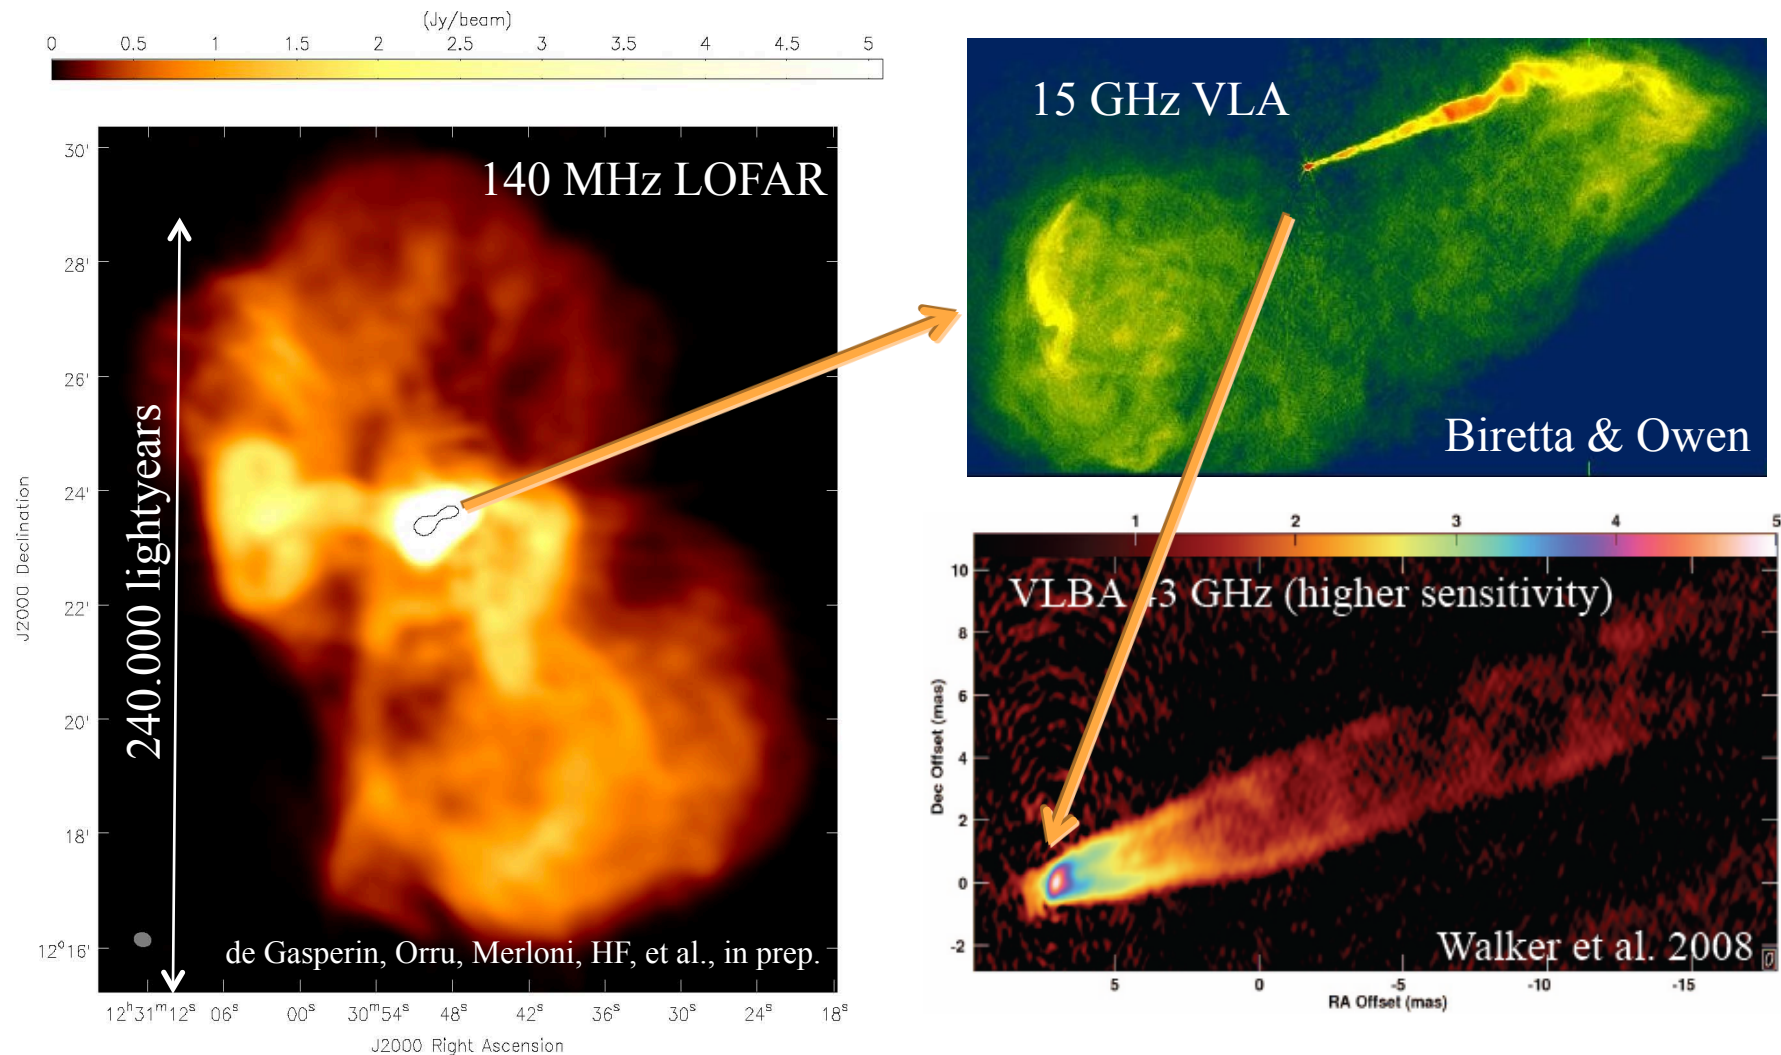 (Jy/beam)
0 0.5 1 1.5 2 2.5 3 3.5 4 4.5 5
140 MHz LOFAR
30'
28'
26'
24'
22'
20'
18'
12°16'
J2000 Declination
240.000 lightyears
de Gasperin, Orru, Merloni, HF, et al., in prep.
12ʰ31ᵐ12ˢ 06ˢ 00ˢ 30ᵐ54ˢ 48ˢ 42ˢ 36ˢ 30ˢ 24ˢ 18ˢ
J2000 Right Ascension
15 GHz VLA
Biretta & Owen
1 2 3 4 5
VLBA 43 GHz (higher sensitivity)
10
8
6
4
2
0
-2
Dec Offset (mas)
Walker et al. 2008
5 0 -5 -10 -15
RA Offset (mas)